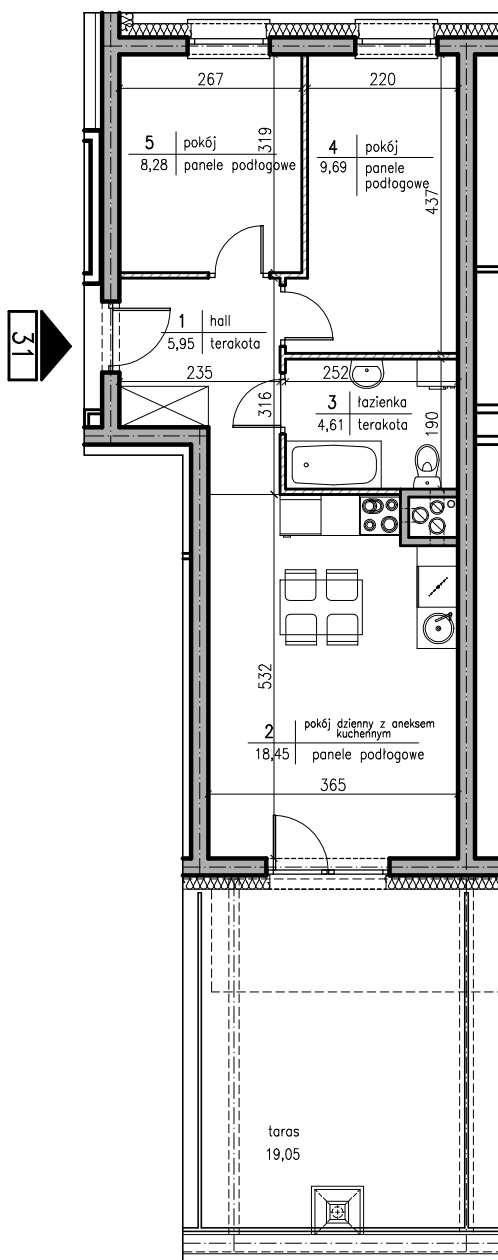 267
220
5 pokój
8,28 panele podłogowe
319
4 pokój
9,69 panele
podłogowe
437
31
1 hall
5,95 terakota
235
252
316
3 łazienka
4,61 terakota
190
532
2 pokój dzienny z aneksem
kuchennym
18,45 panele podłogowe
365
taras
19,05